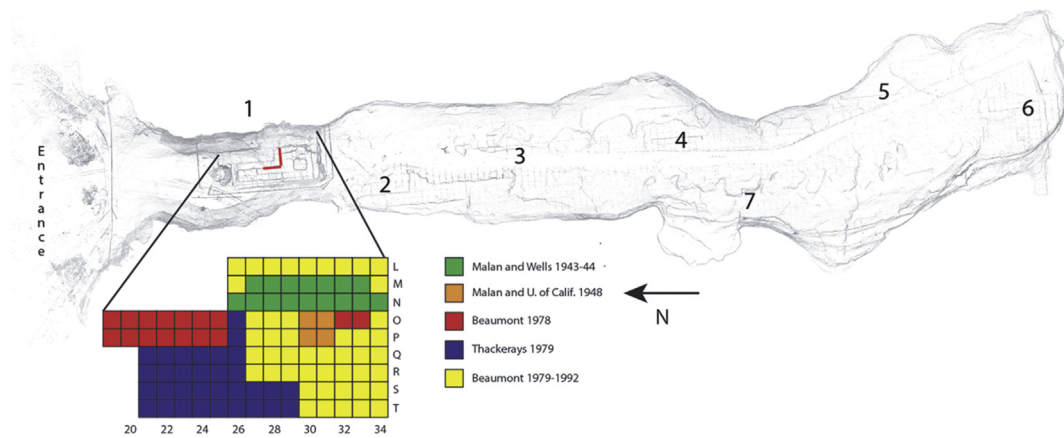 1
2
3
4
5
6
7
Entrance
L
M
N
O
P
Q
R
S
T
20 22 24 26 28 30 32 34
Malan and Wells 1943-44
Malan and U. of Calif. 1948
Beaumont 1978
Thackerays 1979
Beaumont 1979-1992
N